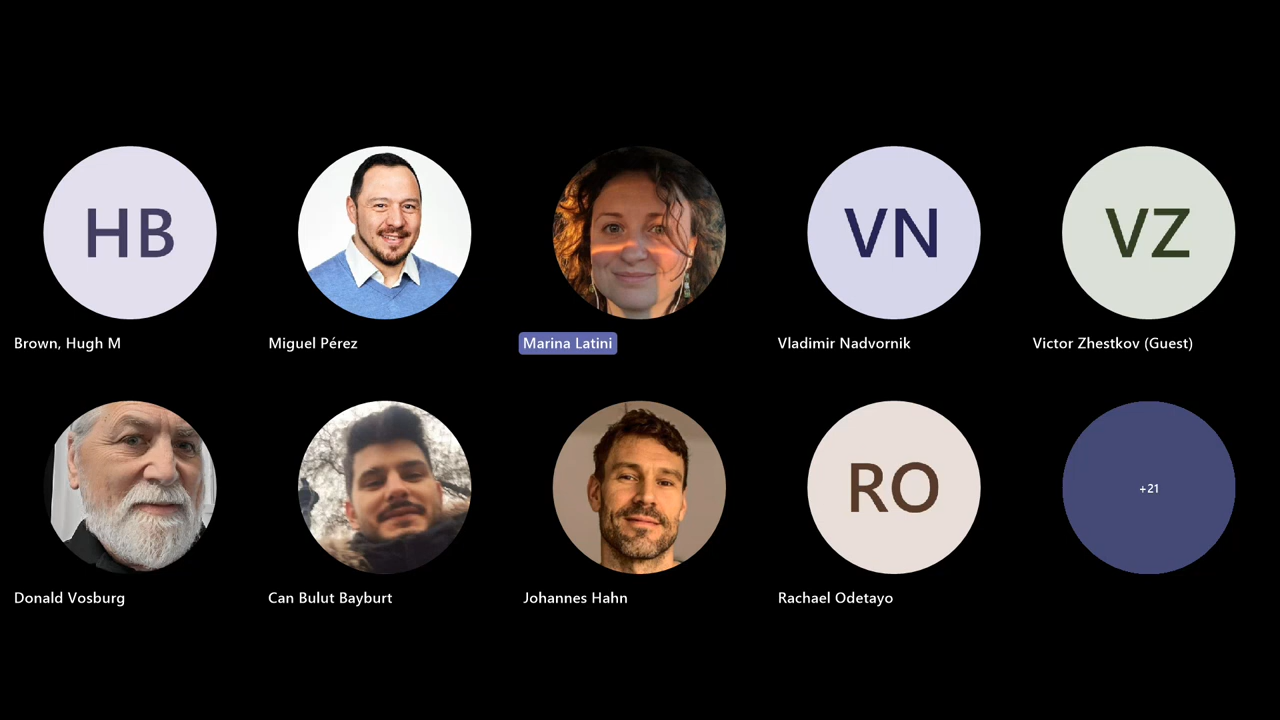 HB
VN
VZ
Brown, Hugh M
Miguel Pérez
Marina Latini
Vladimir Nadvornik
Victor Zhestkov (Guest)
RO
+21
Donald Vosburg
Can Bulut Bayburt
Johannes Hahn
Rachael Odetayo